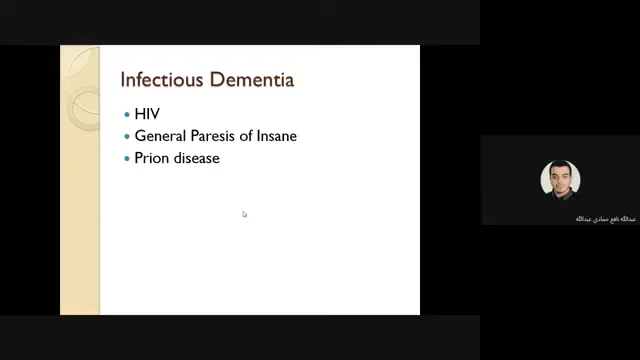 Infectious Dementia
HIV
General Paresis of Insane
Prion disease
عبدالله نافع حمادي عبدالله